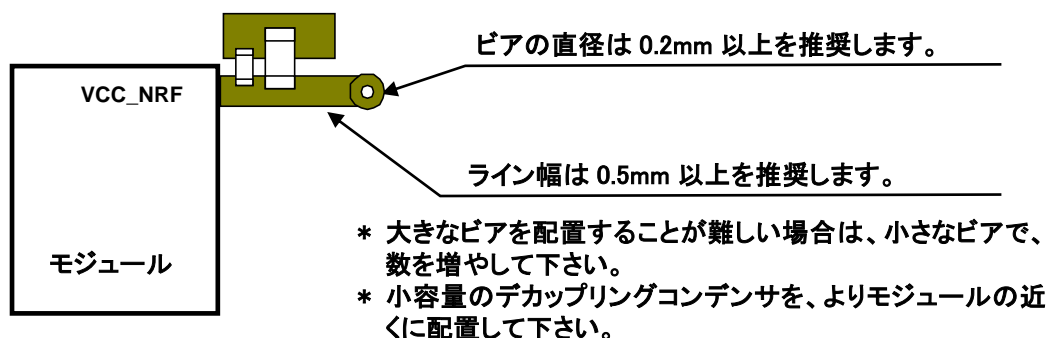 ビアの直径は 0.2mm 以上を推奨します。
VCC_NRF
ライン幅は 0.5mm 以上を推奨します。
モジュール
* 大きなビアを配置することが難しい場合は、小さなビアで、
数を増やして下さい。
* 小容量のデカップリングコンデンサを、よりモジュールの近
くに配置して下さい。